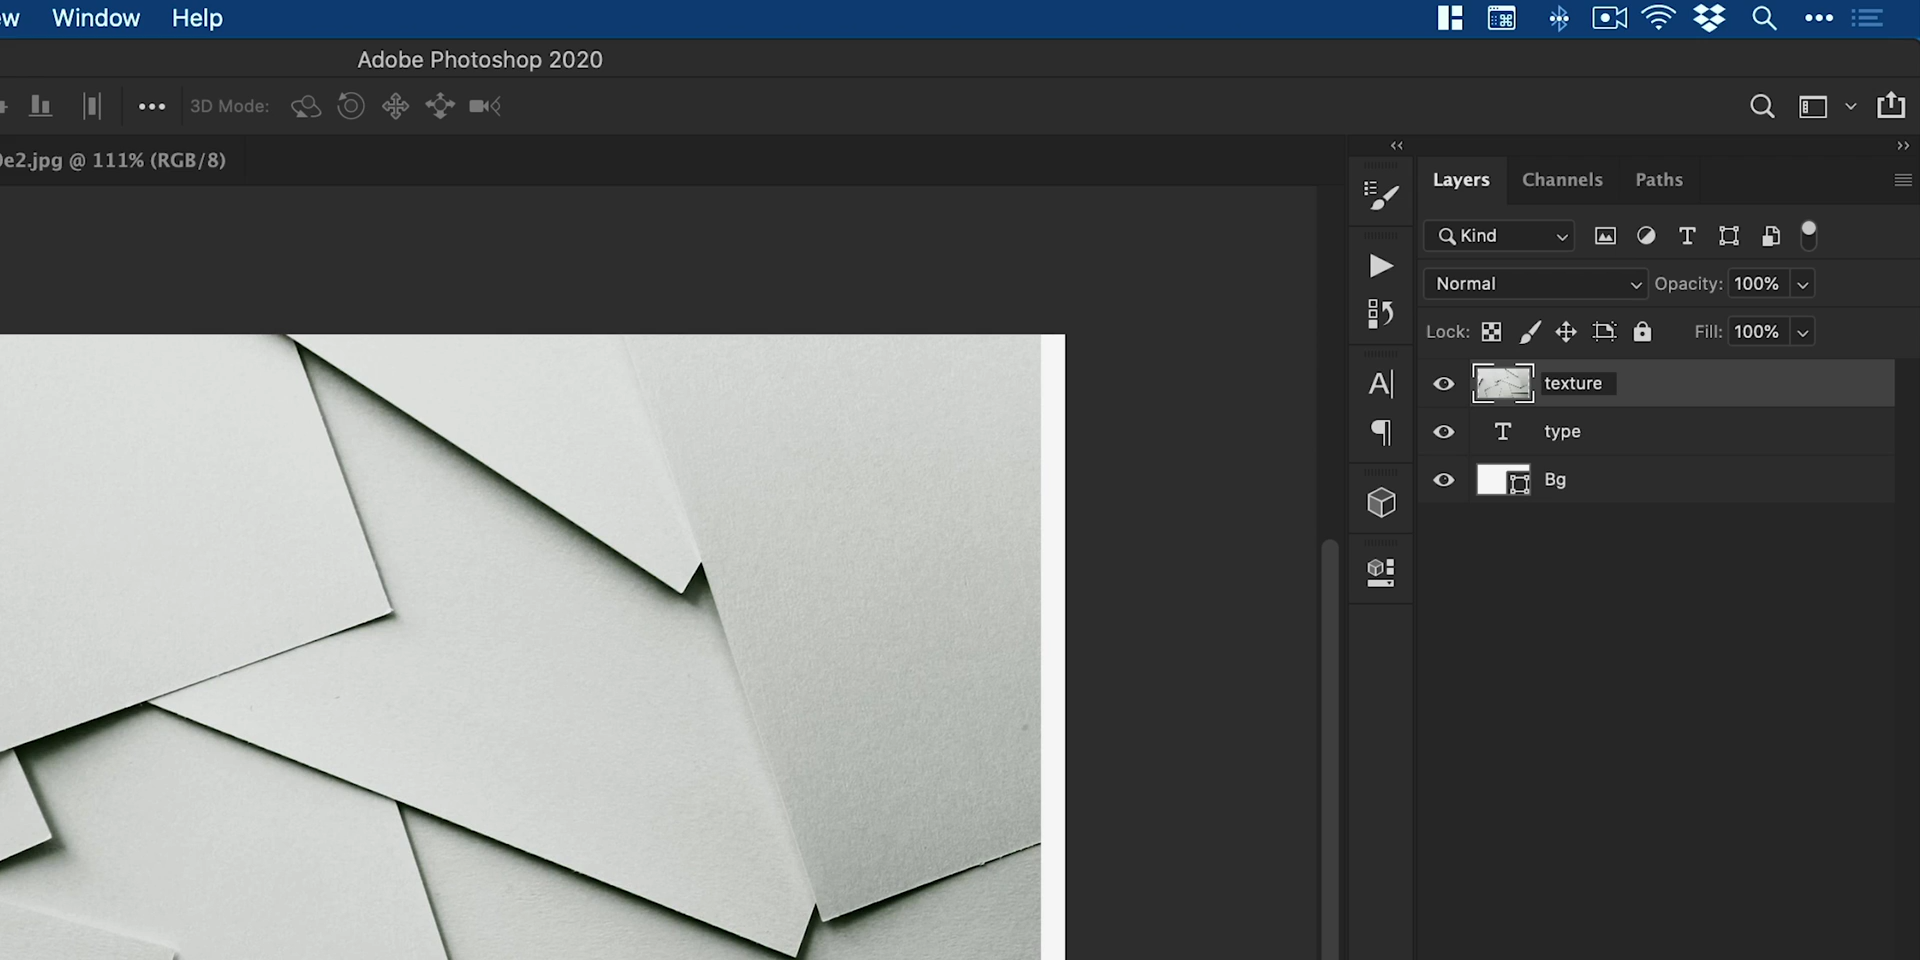 ew Window Help
Adobe Photoshop 2020
3D Mode:
e2.jpg @ 111% (RGB/8)
Layers Channels Paths
Kind
Normal Opacity: 100%
Lock: Fill: 100%
texture
type
Bg